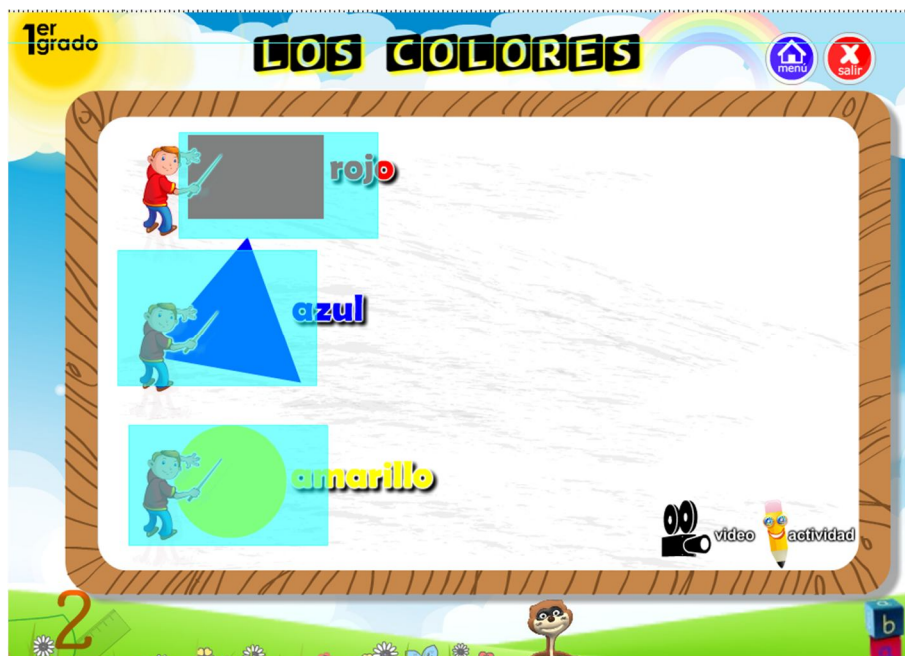 1er
grado
LOS COLORES
menú
salir
rojo
azul
amarillo
video
actividad
2
b
a